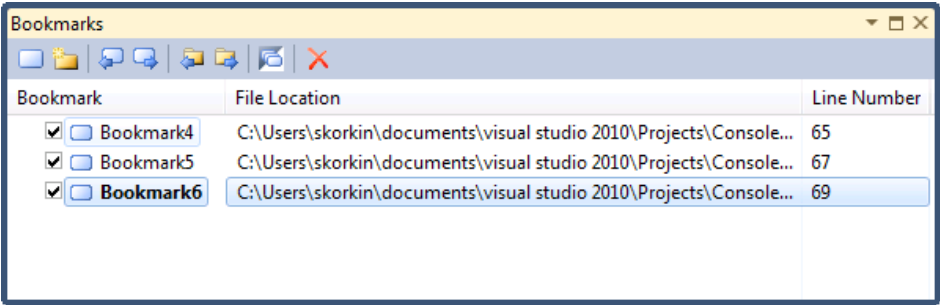 Bookmarks
Bookmark File Location Line Number
Bookmark4 C:\Users\skorkin\documents\visual studio 2010\Projects\Console... 65
Bookmark5 C:\Users\skorkin\documents\visual studio 2010\Projects\Console... 67
Bookmark6 C:\Users\skorkin\documents\visual studio 2010\Projects\Console... 69